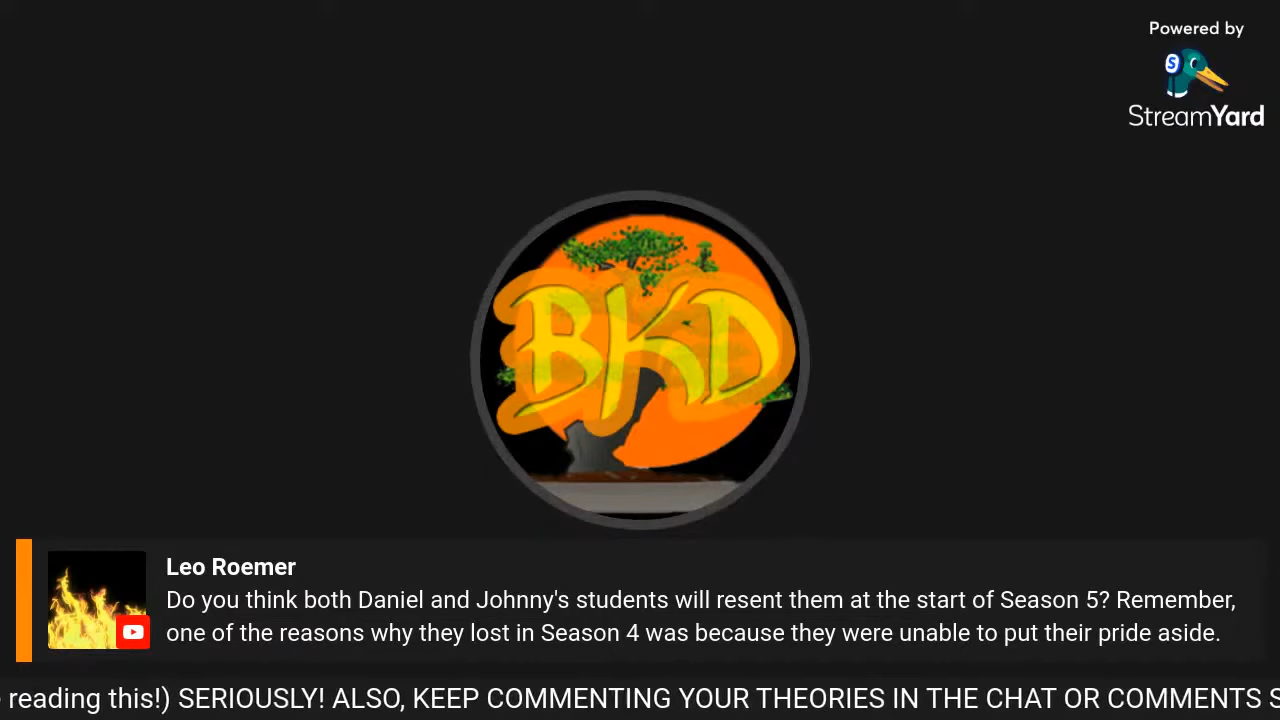 Powered by
S
StreamYard
BKD
Leo Roemer
Do you think both Daniel and Johnny's students will resent them at the start of Season 5? Remember,
one of the reasons why they lost in Season 4 was because they were unable to put their pride aside.
reading this!) SERIOUSLY! ALSO, KEEP COMMENTING YOUR THEORIES IN THE CHAT OR COMMENTS S